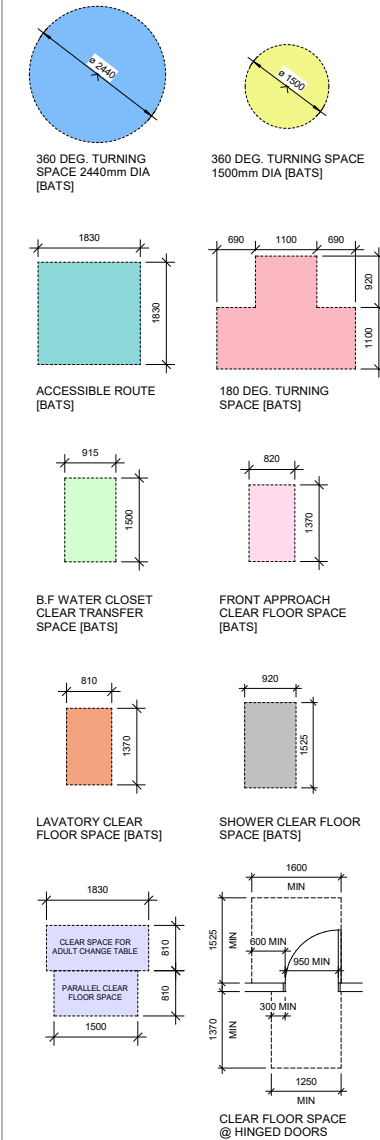 ø 2440
360 DEG. TURNING
SPACE 2440mm DIA
[BATS]
ø 1500
360 DEG. TURNING SPACE
1500mm DIA [BATS]
1830
1830
ACCESSIBLE ROUTE
[BATS]
690 1100 690
920
1100
180 DEG. TURNING
SPACE [BATS]
915
1500
B.F WATER CLOSET
CLEAR TRANSFER
SPACE [BATS]
820
1370
FRONT APPROACH
CLEAR FLOOR SPACE
[BATS]
810
1370
LAVATORY CLEAR
FLOOR SPACE [BATS]
920
1525
SHOWER CLEAR FLOOR
SPACE [BATS]
1830
CLEAR SPACE FOR
ADULT CHANGE TABLE
810
PARALLEL CLEAR
FLOOR SPACE
810
1500
1600
MIN
1525
MIN
600 MIN
950 MIN
300 MIN
1370
MIN
1250
MIN
CLEAR FLOOR SPACE
@ HINGED DOORS